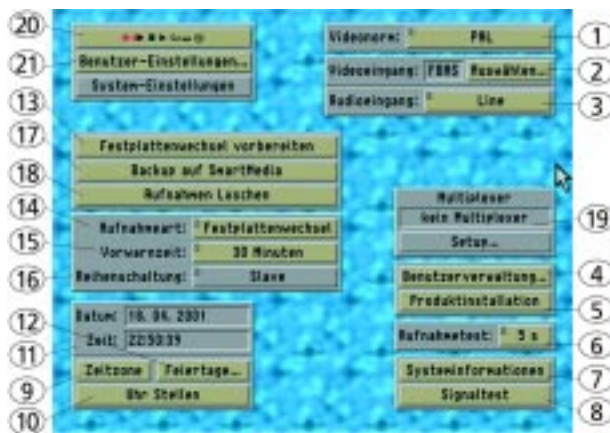 20
21
13
17
18
14
15
16
12
11
9
10
Benutzer-Einstellungen...
System-Einstellungen
Festplattenwechsel vorbereiten
Backup auf SmartMedia
Aufnahmen Löschen
Aufnahmeart: Festplattenwechsel
Vorwarnzeit: 30 Minuten
Reihenschaltung: Slave
Datum: 18. 04. 2001
Zeit: 22:50:39
Zeitzone Feiertage...
Uhr Stellen
Videonorm: PAL
Videoeingang: FBAS Auswählen...
Audioeingang: Line
Multiplexer
kein Multiplexer
Setup...
Benutzerverwaltung...
Produktinstallation
Aufnahmetest: 5 s
Systeminformationen
Signaltest
1
2
3
19
4
5
6
7
8